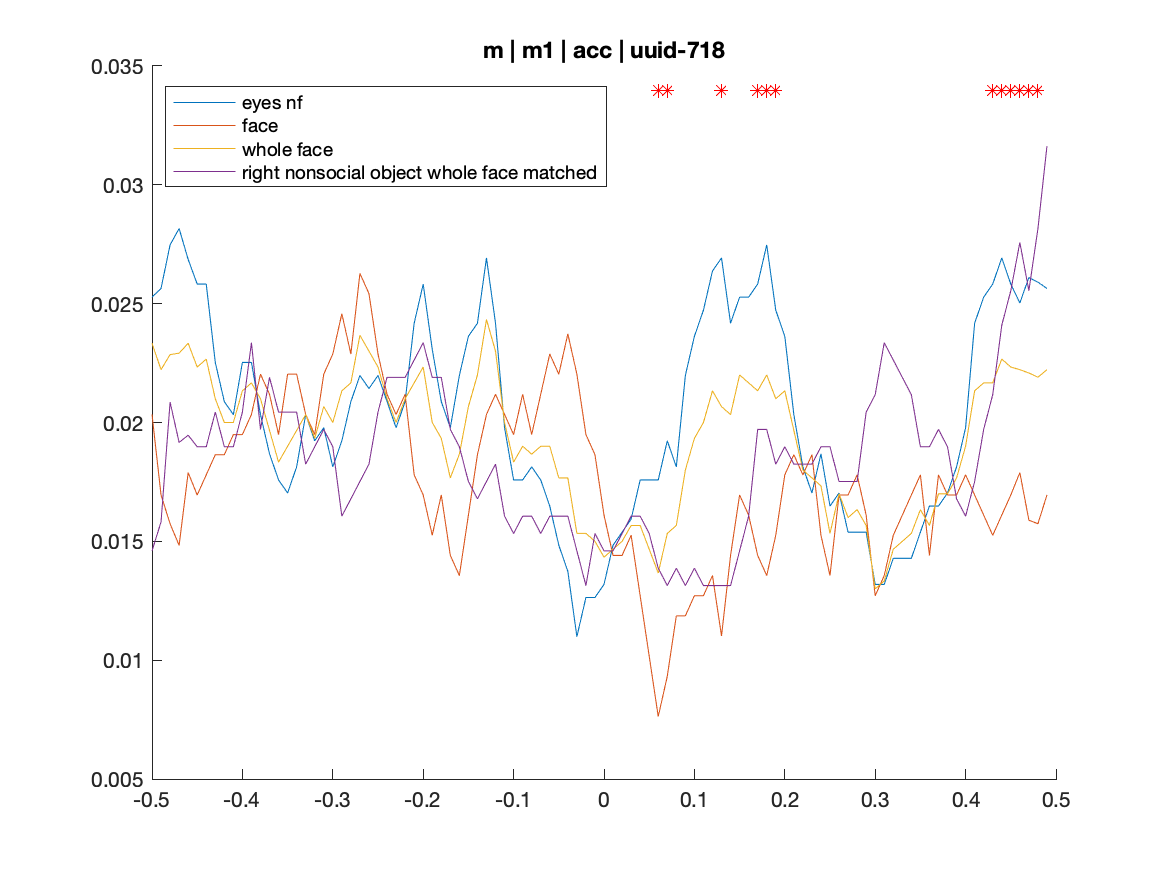 m | m1 | acc | uuid-718
0.035
eyes nf
face
whole face
right nonsocial object whole face matched
0.03
0.025
0.02
0.015
0.01
0.005
-0.5 -0.4 -0.3 -0.2 -0.1 0 0.1 0.2 0.3 0.4 0.5